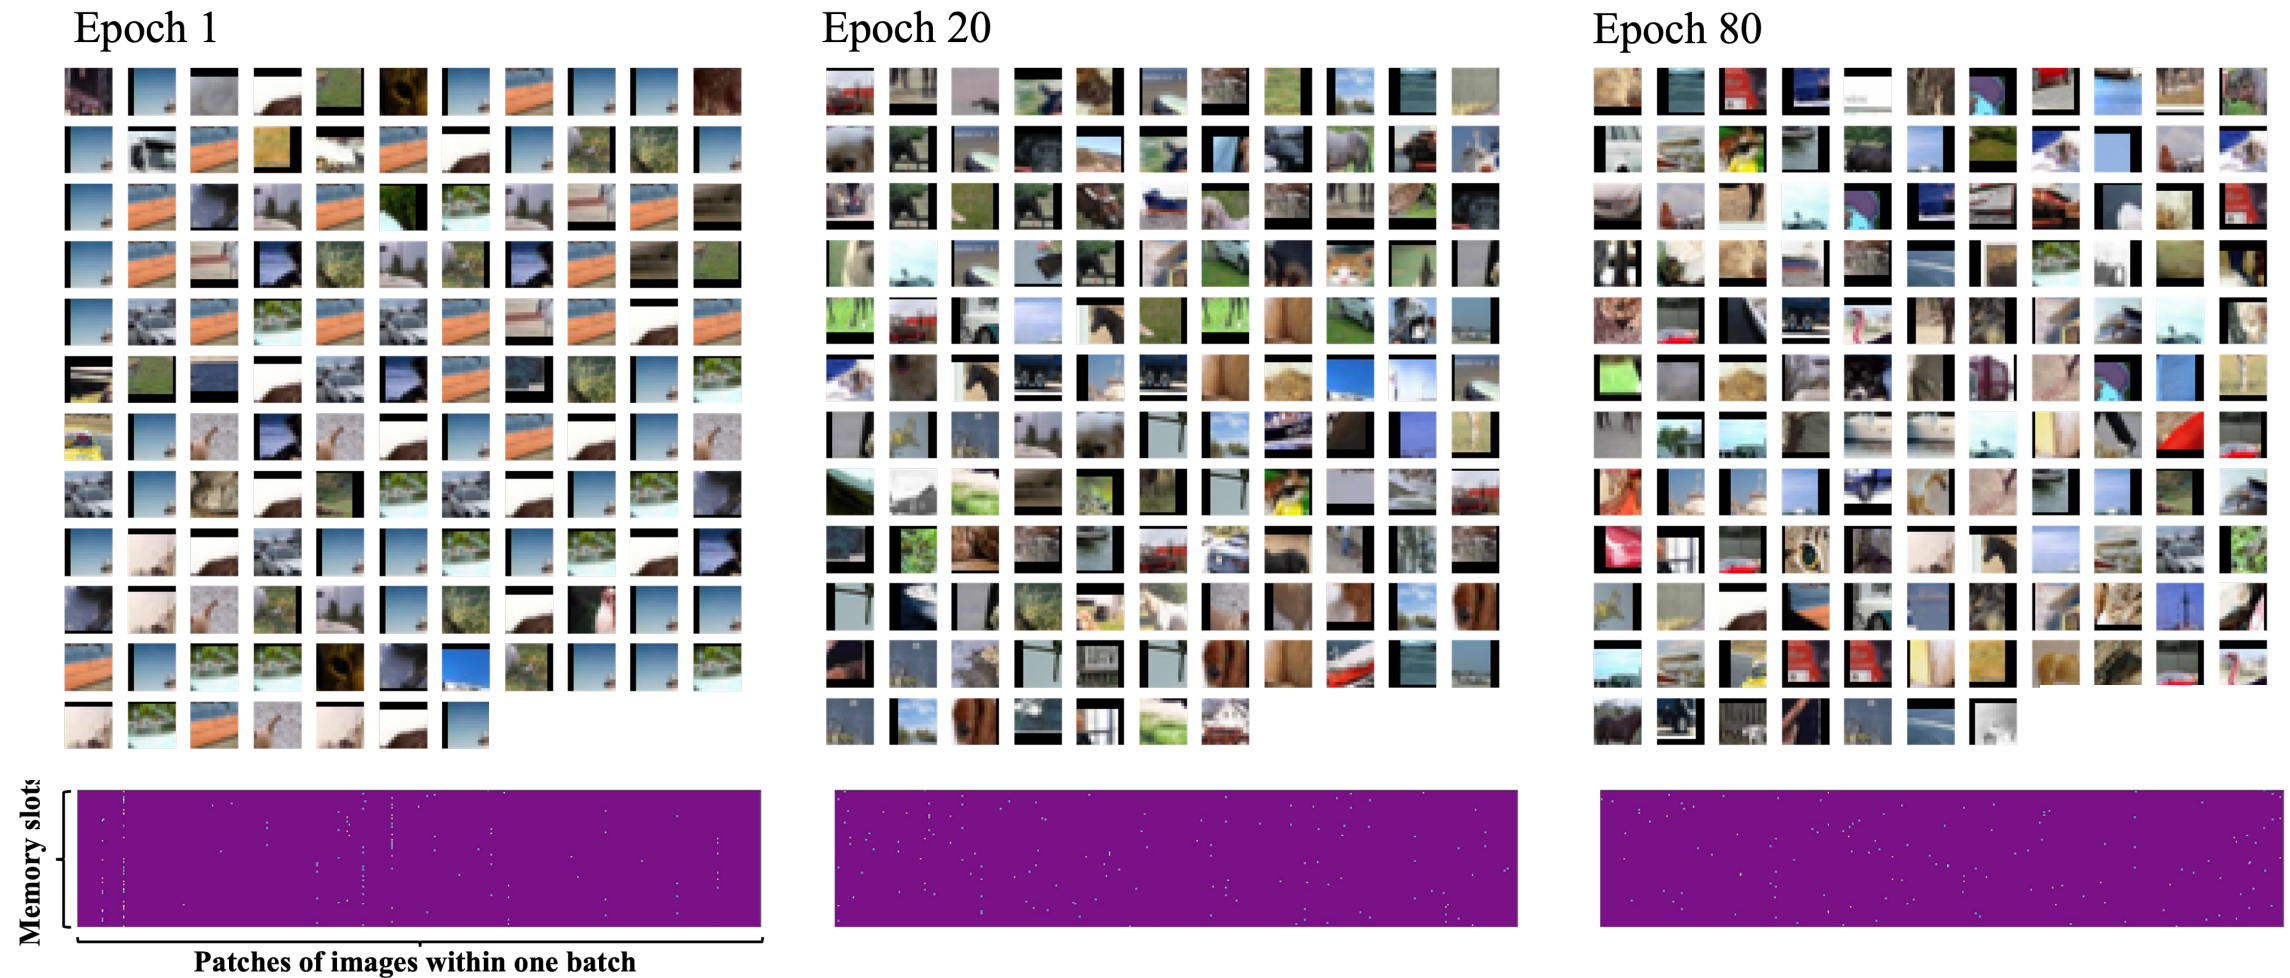 Epoch 1
Epoch 20
Epoch 80
Memory slots
Patches of images within one batch